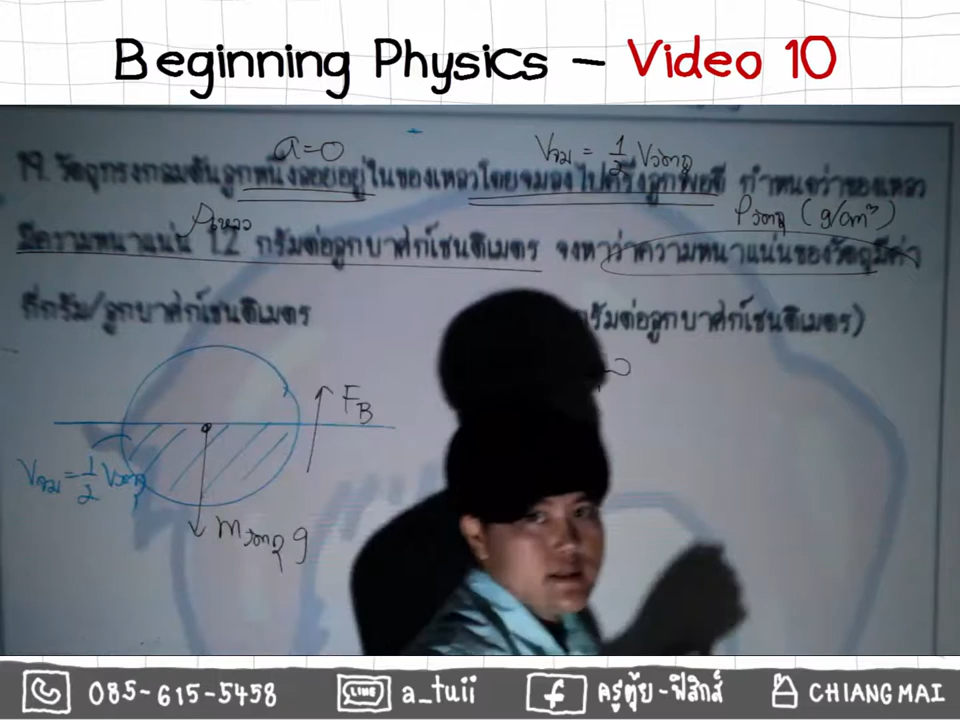 Beginning Physics – Video 10
a=0
Vจม = 1/2 Vวัตถุ
19. วัตถุทรงกลมตันลูกหนึ่งลอยอยู่ในของเหลวโดยจมลงไปครึ่งลูกพอดี กำหนดว่าของเหลว
ρเหลว
ρวัตถุ (g/cm³)
มีความหนาแน่น 1.2 กรัมต่อลูกบาศก์เซนติเมตร จงหาว่าความหนาแน่นของวัตถุมีค่า
กี่กรัม/ลูกบาศก์เซนติเมตร กรัมต่อลูกบาศก์เซนติเมตร)
F_B
Vจม = 1/2 Vวัตถุ
mวัตถุ g
085-615-5458 LINE a_tuii f ครูตุ้ย-ฟิสิกส์ CHIANG MAI